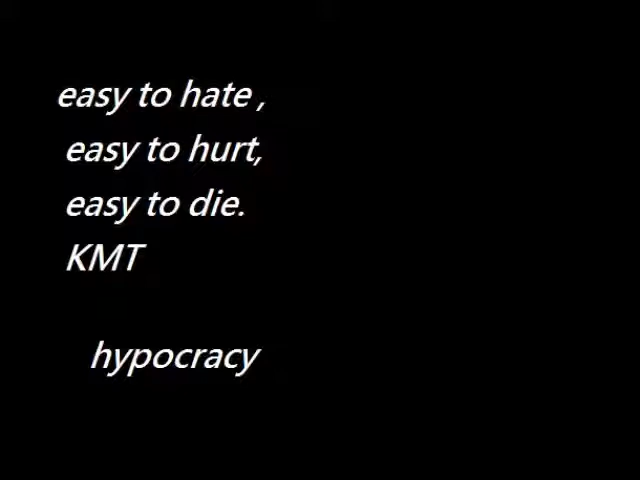 easy to hate ,
easy to hurt,
easy to die.
KMT
hypocracy